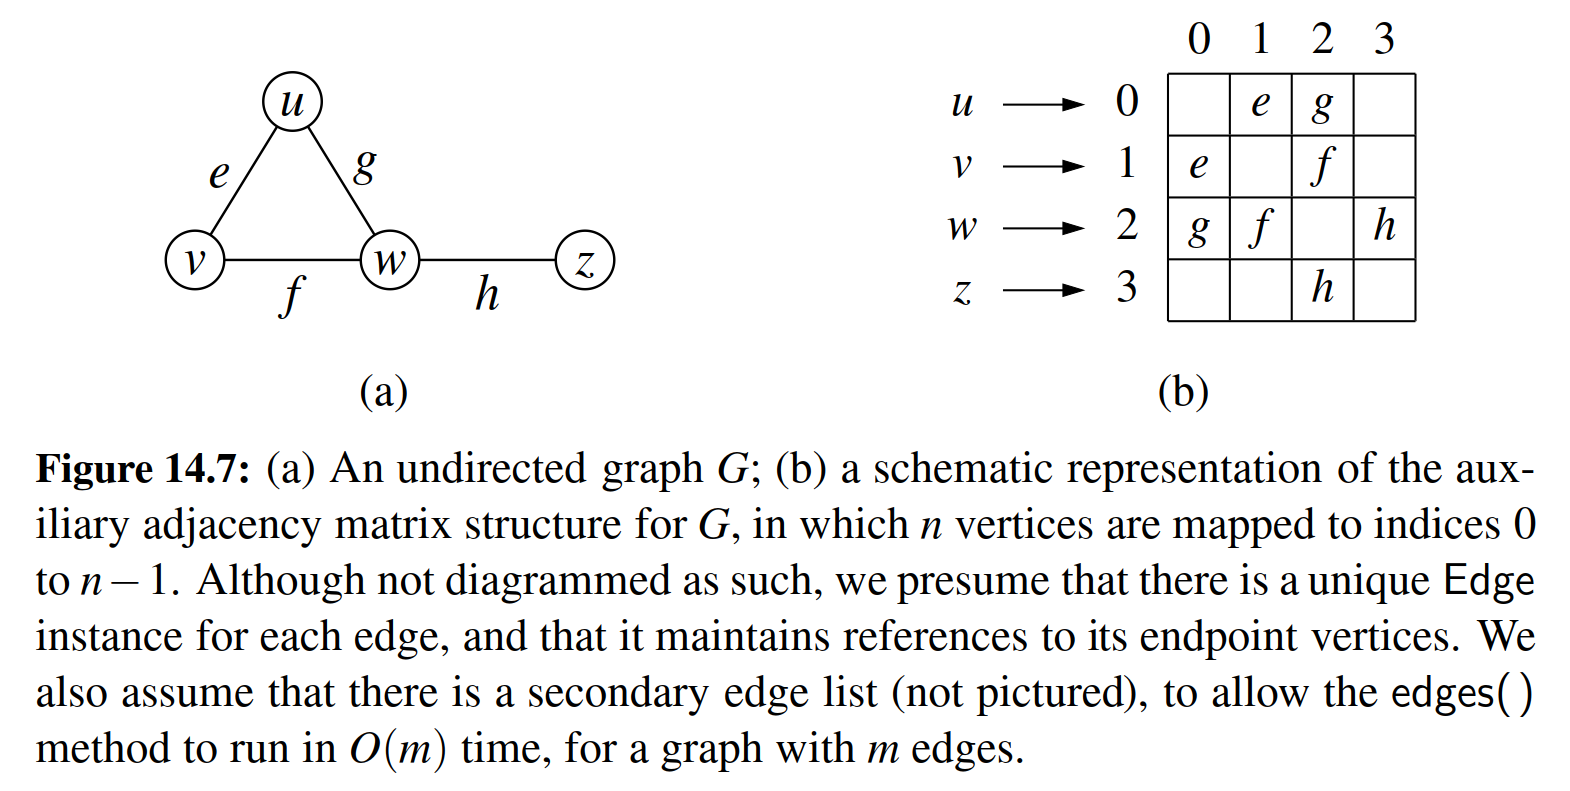 u
e
g
v
w
z
f
h
(a)
0 1 2 3
u 0 e g
v 1 e f
w 2 g f h
z 3 h
(b)
Figure 14.7: (a) An undirected graph G; (b) a schematic representation of the aux-
iliary adjacency matrix structure for G, in which n vertices are mapped to indices 0
to n − 1. Although not diagrammed as such, we presume that there is a unique Edge
instance for each edge, and that it maintains references to its endpoint vertices. We
also assume that there is a secondary edge list (not pictured), to allow the edges()
method to run in O(m) time, for a graph with m edges.